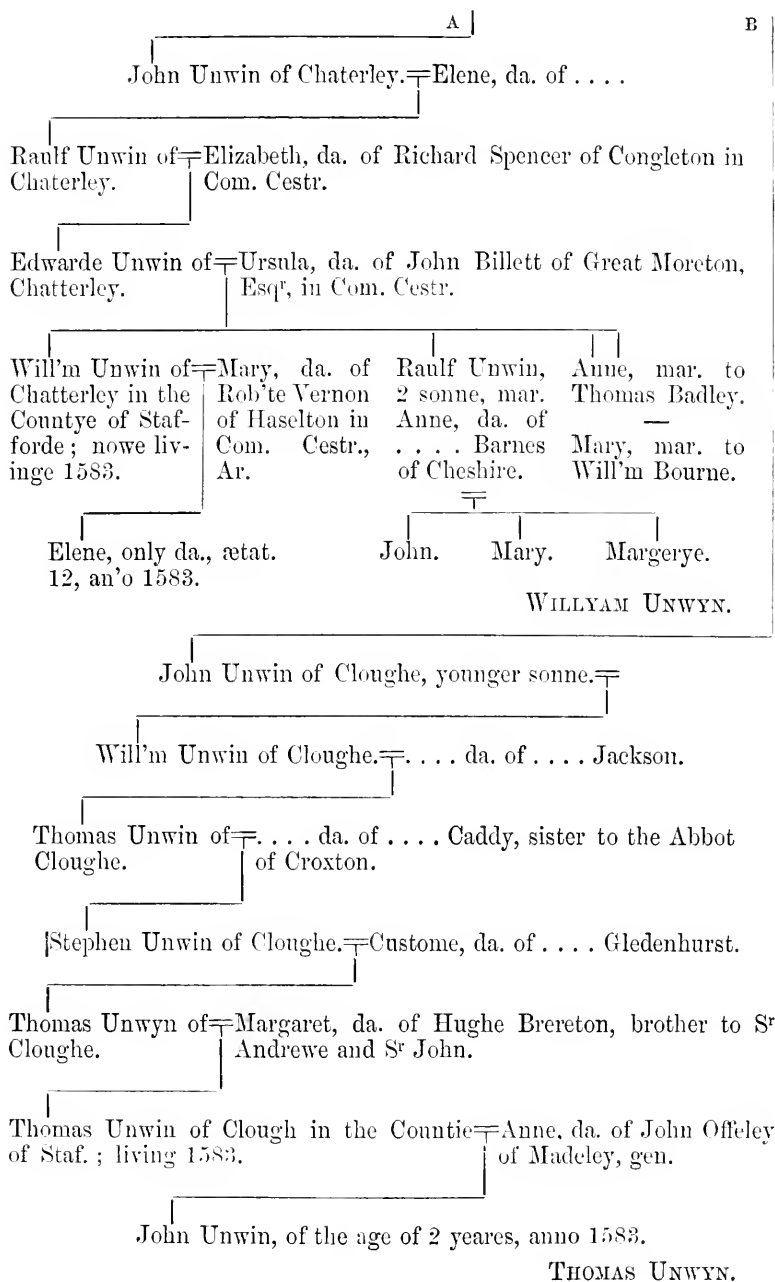 A B
John Unwin of Chaterley.=Elene, da. of . . . .
Raulf Unwin of=Elizabeth, da. of Richard Spencer of Congleton in
Chaterley. Com. Cestr.
Edwarde Unwin of=Ursula, da. of John Billett of Great Moreton,
Chatterley. Esqr, in Com. Cestr.
Will'm Unwin of=Mary, da. of
Chatterley in the Rob'te Vernon
Countye of Staf- of Haselton in
forde ; nowe liv- Com. Cestr.,
inge 1583. Ar.
Raulf Unwin,
2 sonne, mar.
Anne, da. of
. . . . Barnes
of Cheshire.
Anne, mar. to
Thomas Badley.
—
Mary, mar. to
Will'm Bourne.
Elene, only da., ætat.
12, an'o 1583.
John. Mary. Margerye.
WILLYAM UNWYN.
John Unwin of Cloughe, younger sonne.=
Will'm Unwin of Cloughe.=. . . . da. of . . . . Jackson.
Thomas Unwin of=. . . . da. of . . . . Caddy, sister to the Abbot
Cloughe. of Croxton.
Stephen Unwin of Cloughe.=Custome, da. of . . . . Gledenhurst.
Thomas Unwyn of=Margaret, da. of Hughe Brereton, brother to Sr
Cloughe. Andrewe and Sr John.
Thomas Unwin of Clough in the Countie=Anne, da. of John Offeley
of Staf. ; living 1583. of Madeley, gen.
John Unwin, of the age of 2 yeares, anno 1583.
THOMAS UNWYN.